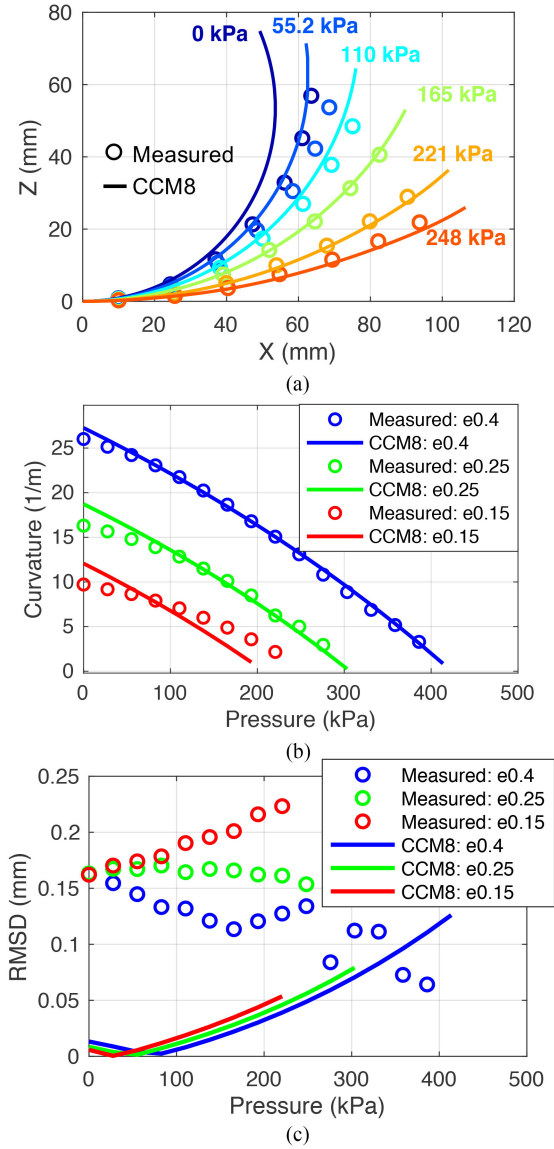 80
60
40
20
0
Z (mm)
0 kPa
55.2 kPa
110 kPa
165 kPa
221 kPa
248 kPa
Measured
CCM8
0 20 40 60 80 100 120
X (mm)
(a)
25
20
15
10
5
0
Curvature (1/m)
Measured: e0.4
CCM8: e0.4
Measured: e0.25
CCM8: e0.25
Measured: e0.15
CCM8: e0.15
0 100 200 300 400 500
Pressure (kPa)
(b)
0.25
0.2
0.15
0.1
0.05
0
RMSD (mm)
Measured: e0.4
Measured: e0.25
Measured: e0.15
CCM8: e0.4
CCM8: e0.25
CCM8: e0.15
0 100 200 300 400 500
Pressure (kPa)
(c)